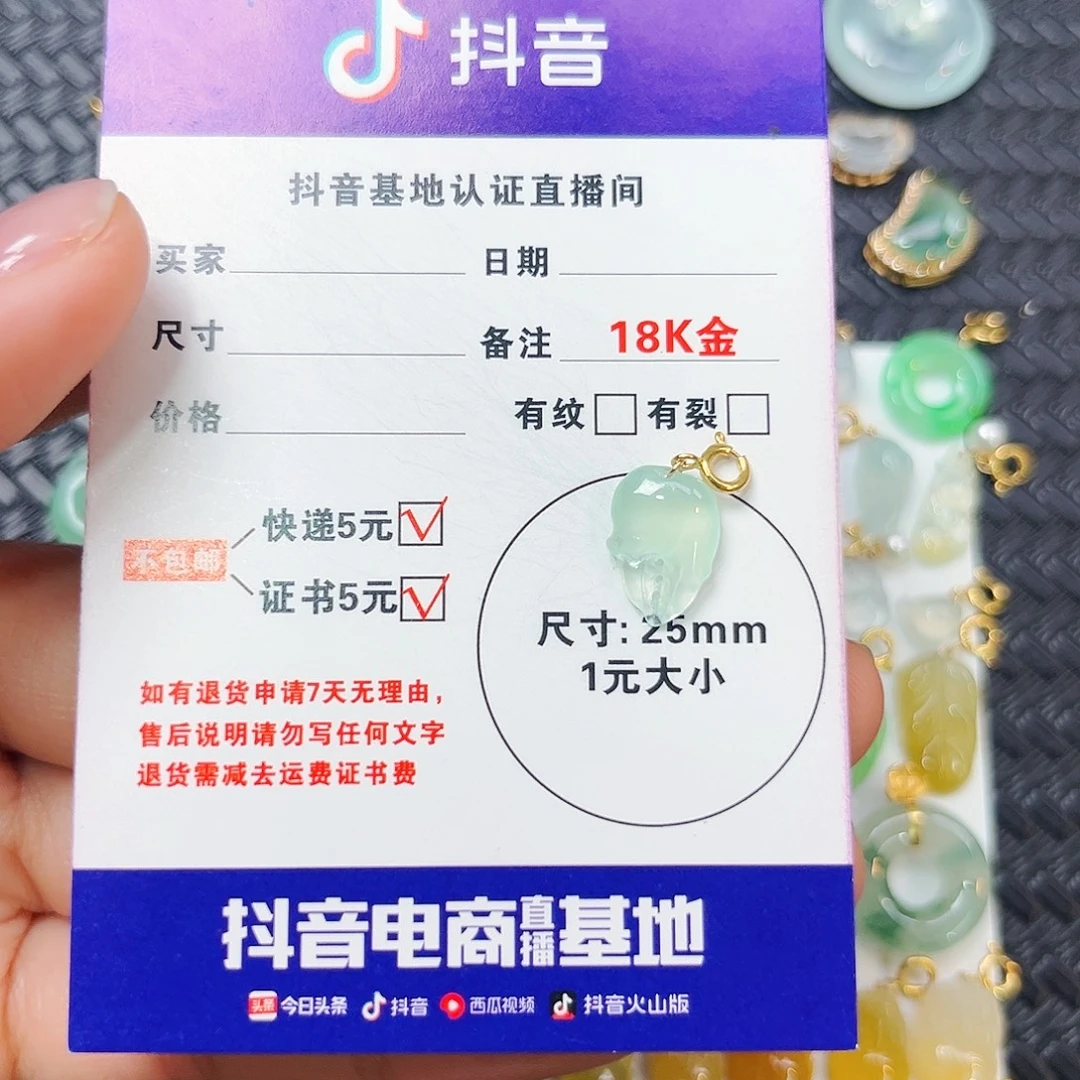 抖音
抖音基地认证直播间
买家 日期
尺寸 备注 18K金
价格 有纹 有裂
快递5元
不包邮
证书5元
尺寸: 25mm
1元大小
如有退货申请7天无理由,
售后说明请勿写任何文字
退货需减去运费证书费
抖音电商直播基地
头条 今日头条 抖音 西瓜视频 抖音火山版